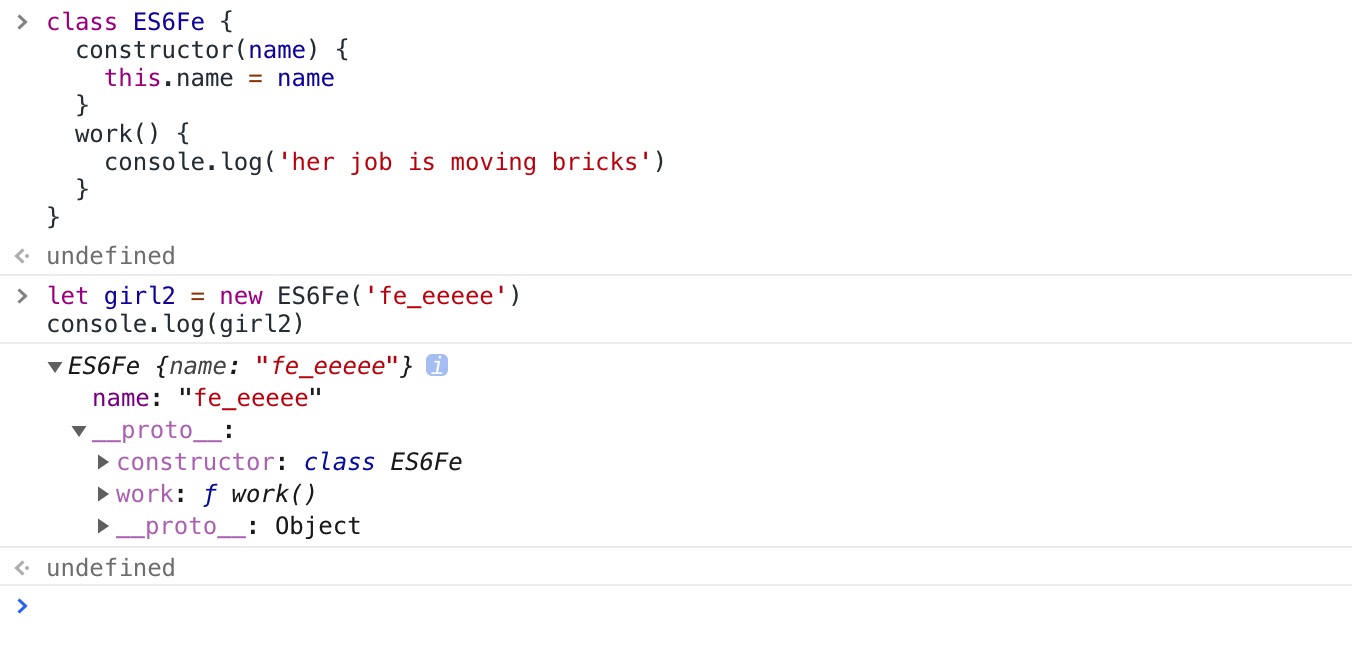 > class ES6Fe {
    constructor(name) {
      this.name = name
    }
    work() {
      console.log('her job is moving bricks')
    }
  }
undefined
> let girl2 = new ES6Fe('fe_eeeee')
  console.log(girl2)
▼ES6Fe {name: "fe_eeeee"} i
name: "fe_eeeee"
▼__proto__:
▶constructor: class ES6Fe
▶work: ƒ work()
▶__proto__: Object
undefined
>